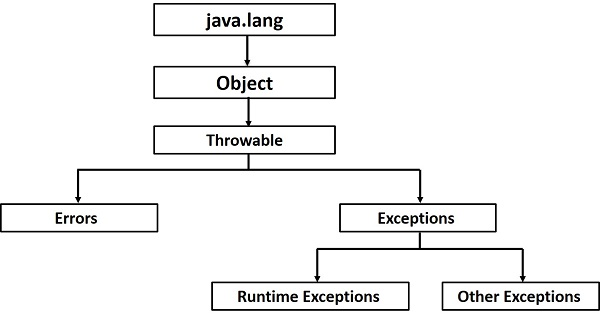 java.lang
Object
Throwable
Errors
Exceptions
Runtime Exceptions
Other Exceptions